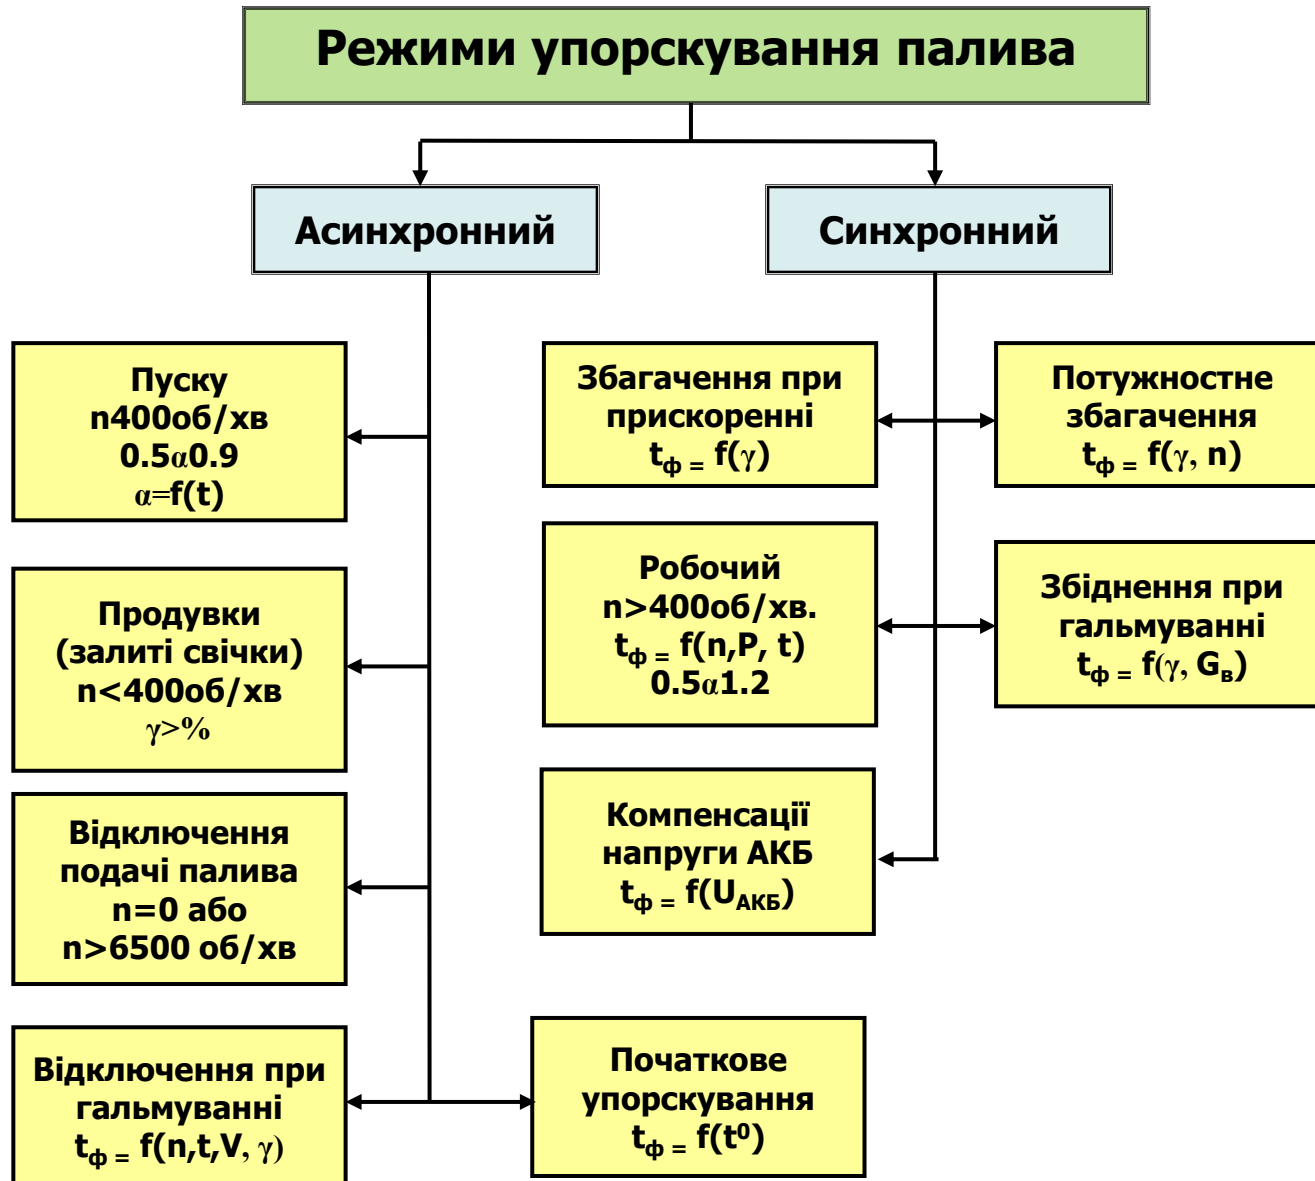 Режими упорскування палива
Асинхронний
Синхронний
Пуску
n400об/хв
0.5α0.9
α=f(t)
Продувки
(залиті свічки)
n<400об/хв
γ>%
Відключення
подачі палива
n=0 або
n>6500 об/хв
Відключення при
гальмуванні
tф = f(n,t,V, γ)
Початкове
упорскування
tф = f(t⁰)
Збагачення при
прискоренні
tф = f(γ)
Потужностне
збагачення
tф = f(γ, n)
Робочий
n>400об/хв.
tф = f(n,P, t)
0.5α1.2
Збіднення при
гальмуванні
tф = f(γ, Gв)
Компенсації
напруги АКБ
tф = f(UАКБ)